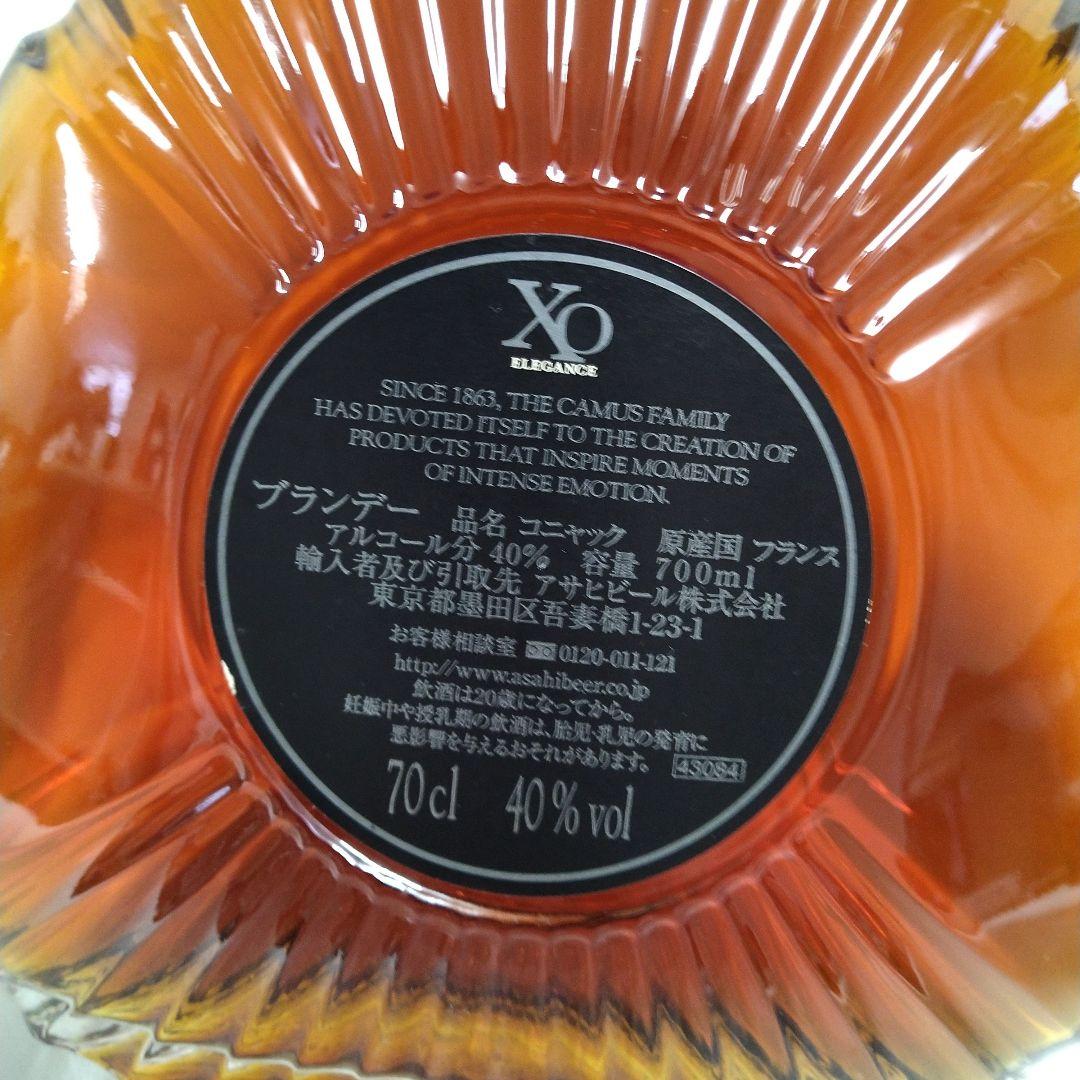 XO
ELEGANCE
SINCE 1863, THE CAMUS FAMILY
HAS DEVOTED ITSELF TO THE CREATION OF
PRODUCTS THAT INSPIRE MOMENTS
OF INTENSE EMOTION.
ブランデー 品名 コニャック 原産国 フランス
アルコール分 40% 容量 700ml
輸入者及び引取先 アサヒビール株式会社
東京都墨田区吾妻橋1-23-1
お客様相談室 0120-011-121
http://www.asahibeer.co.jp
飲酒は20歳になってから。
妊娠中や授乳期の飲酒は、胎児・乳児の発育に
悪影響を与えるおそれがあります。 43084
70 cl 40 % vol